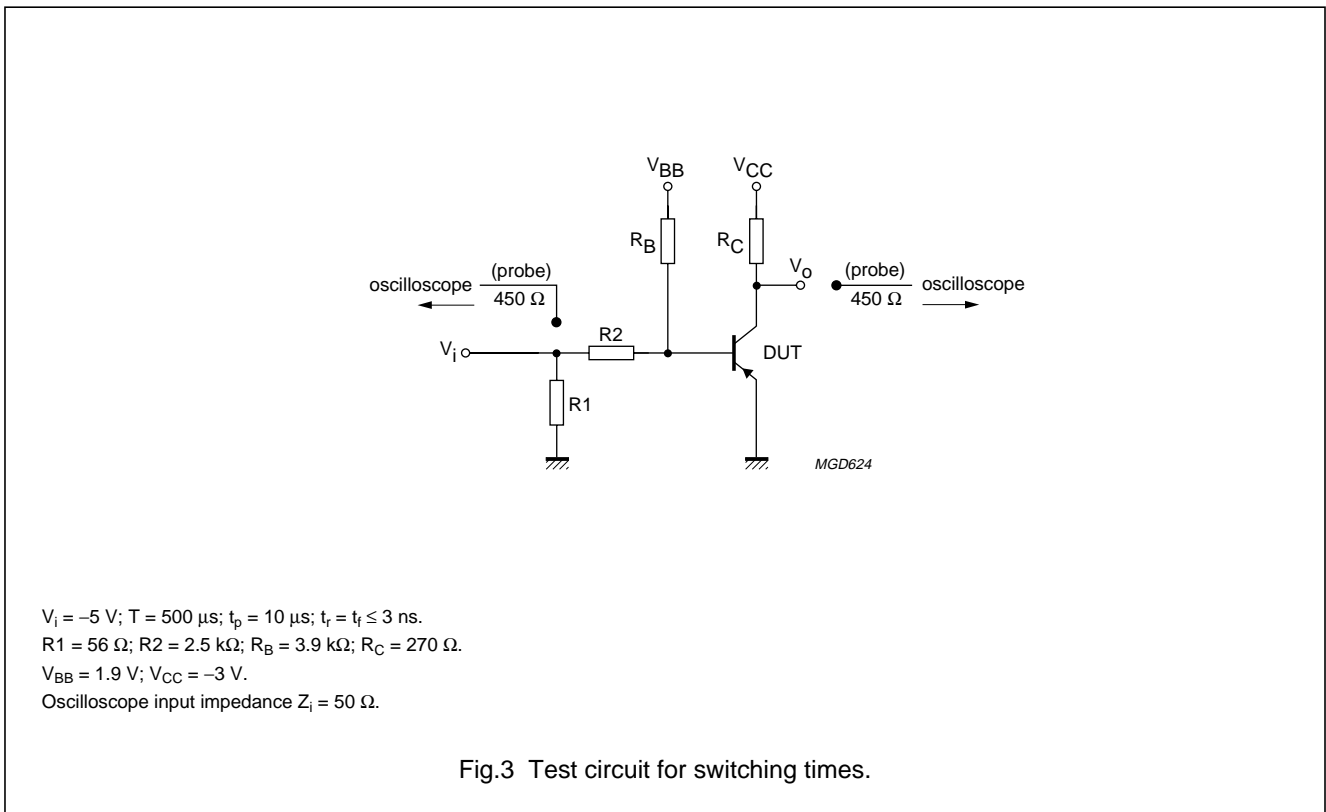 V_BB
V_CC
R_B
R_C
V_o
(probe)
450 Ω
oscilloscope
(probe)
450 Ω
oscilloscope
R2
V_i
DUT
R1
MGD624
V_i = −5 V; T = 500 μs; t_p = 10 μs; t_r = t_f ≤ 3 ns.
R1 = 56 Ω; R2 = 2.5 kΩ; R_B = 3.9 kΩ; R_C = 270 Ω.
V_BB = 1.9 V; V_CC = −3 V.
Oscilloscope input impedance Z_i = 50 Ω.
Fig.3 Test circuit for switching times.